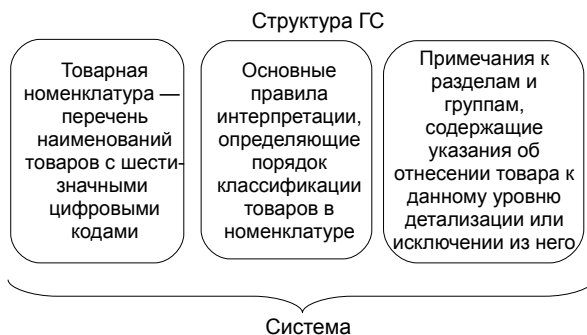 Структура ГС
Товарная
номенклатура —
перечень
наименований
товаров с шести-
значными
цифровыми
кодами
Основные
правила
интерпретации,
определяющие
порядок
классификации
товаров в
номенклатуре
Примечания к
разделам и
группам,
содержащие
указания об
отнесении товара к
данному уровню
детализации или
исключении из него
Система